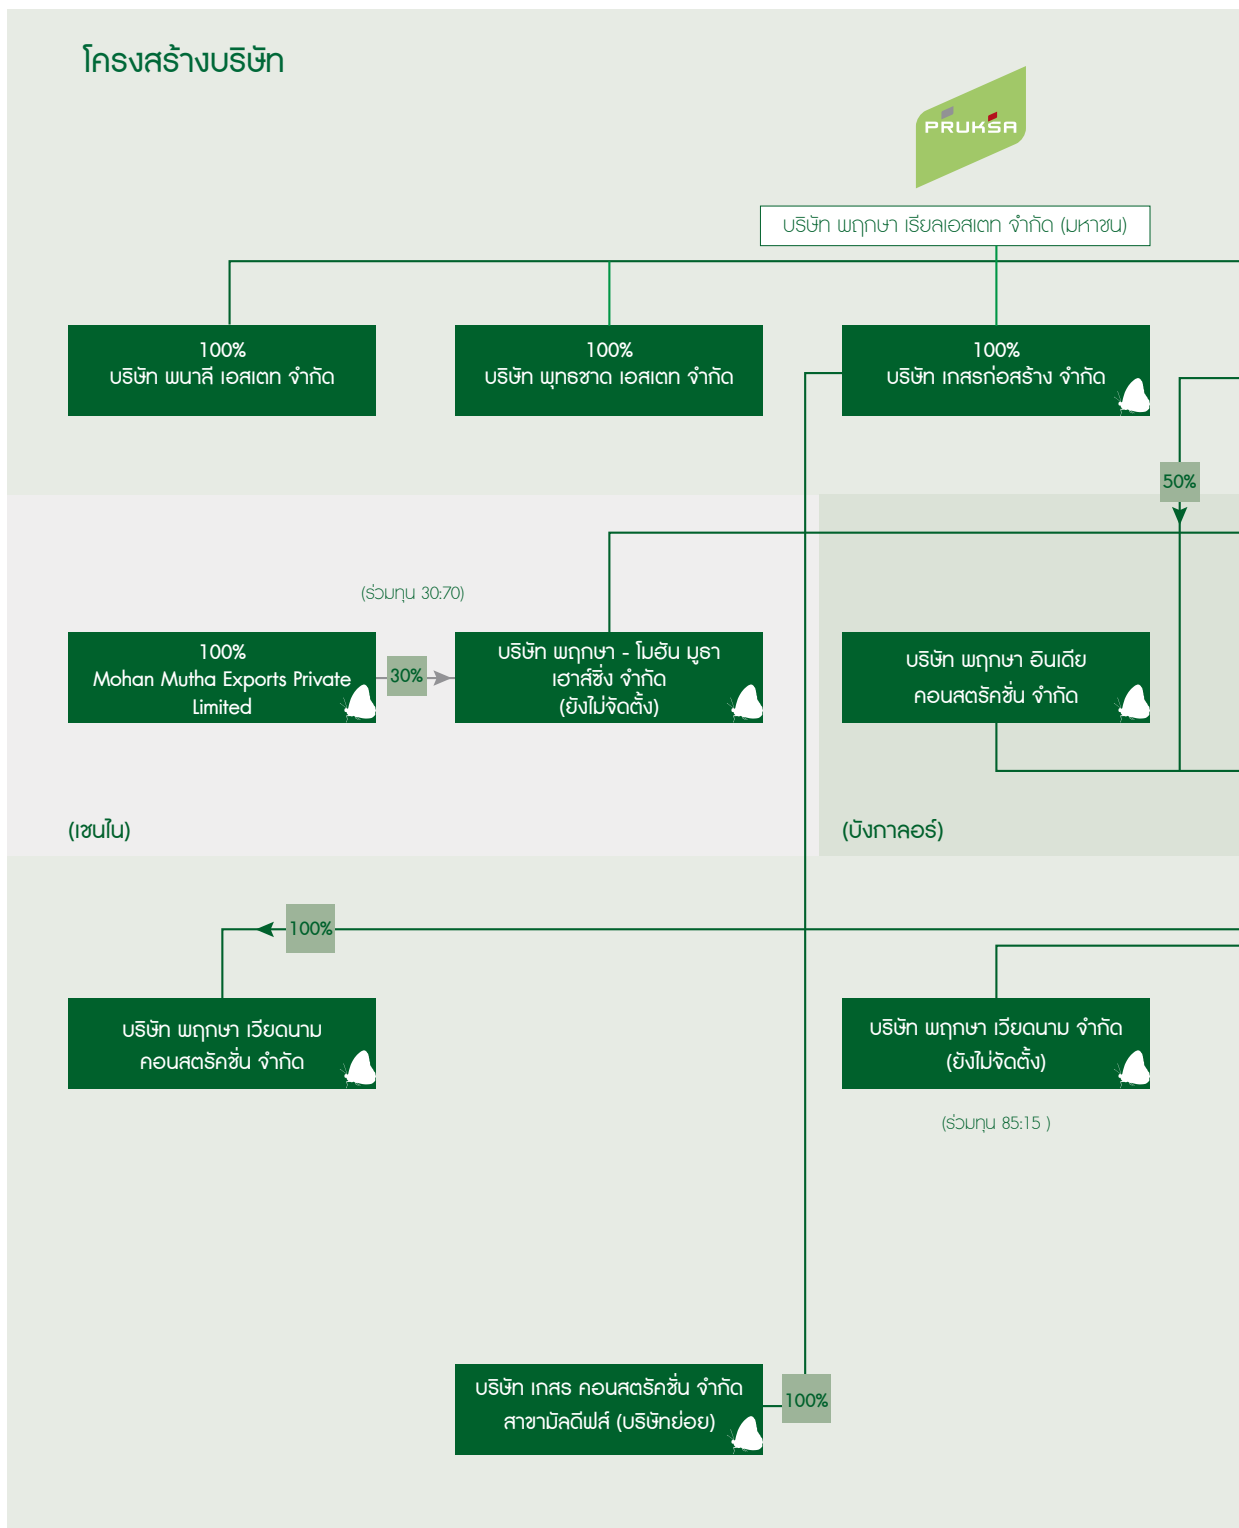 โครงสร้างบริษัท
PRUKSA
บริษัท พฤกษา เรียลเอสเตท จำกัด (มหาชน)
100%
บริษัท พนาลี เอสเตท จำกัด
100%
บริษัท พุทธชาด เอสเตท จำกัด
100%
บริษัท เกสรก่อสร้าง จำกัด
50%
(ร่วมทุน 30:70)
100%
Mohan Mutha Exports Private
Limited
30%
บริษัท พฤกษา - โมฮัน มูธา
เฮาส์ซิ่ง จำกัด
(ยังไม่จัดตั้ง)
บริษัท พฤกษา อินเดีย
คอนสตรัคชั่น จำกัด
(เชนไน)
(บังกาลอร์)
100%
บริษัท พฤกษา เวียดนาม
คอนสตรัคชั่น จำกัด
บริษัท พฤกษา เวียดนาม จำกัด
(ยังไม่จัดตั้ง)
(ร่วมทุน 85:15 )
บริษัท เกสร คอนสตรัคชั่น จำกัด
สาขามัลดีฟส์ (บริษัทย่อย)
100%